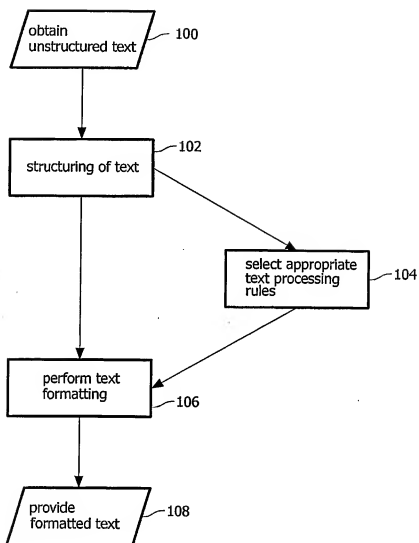 obtain
unstructured text
100
102
structuring of text
select appropriate
text processing
rules
104
perform text
formatting
106
provide
formatted text
108